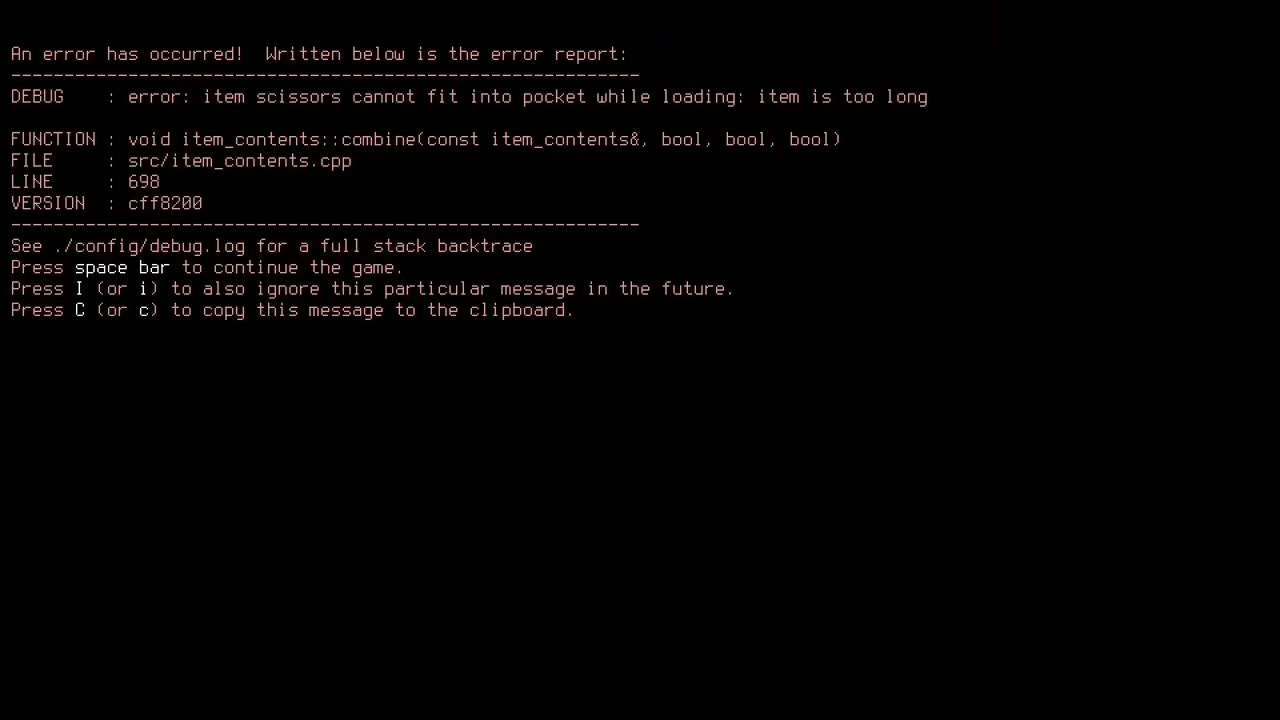 An error has occurred!  Written below is the error report:
-----------------------------------------------------------
DEBUG    : error: item scissors cannot fit into pocket while loading: item is too long
FUNCTION : void item_contents::combine(const item_contents&, bool, bool, bool)
FILE     : src/item_contents.cpp
LINE     : 698
VERSION  : cff8200
-----------------------------------------------------------
See ./config/debug.log for a full stack backtrace
Press space bar to continue the game.
Press I (or i) to also ignore this particular message in the future.
Press C (or c) to copy this message to the clipboard.